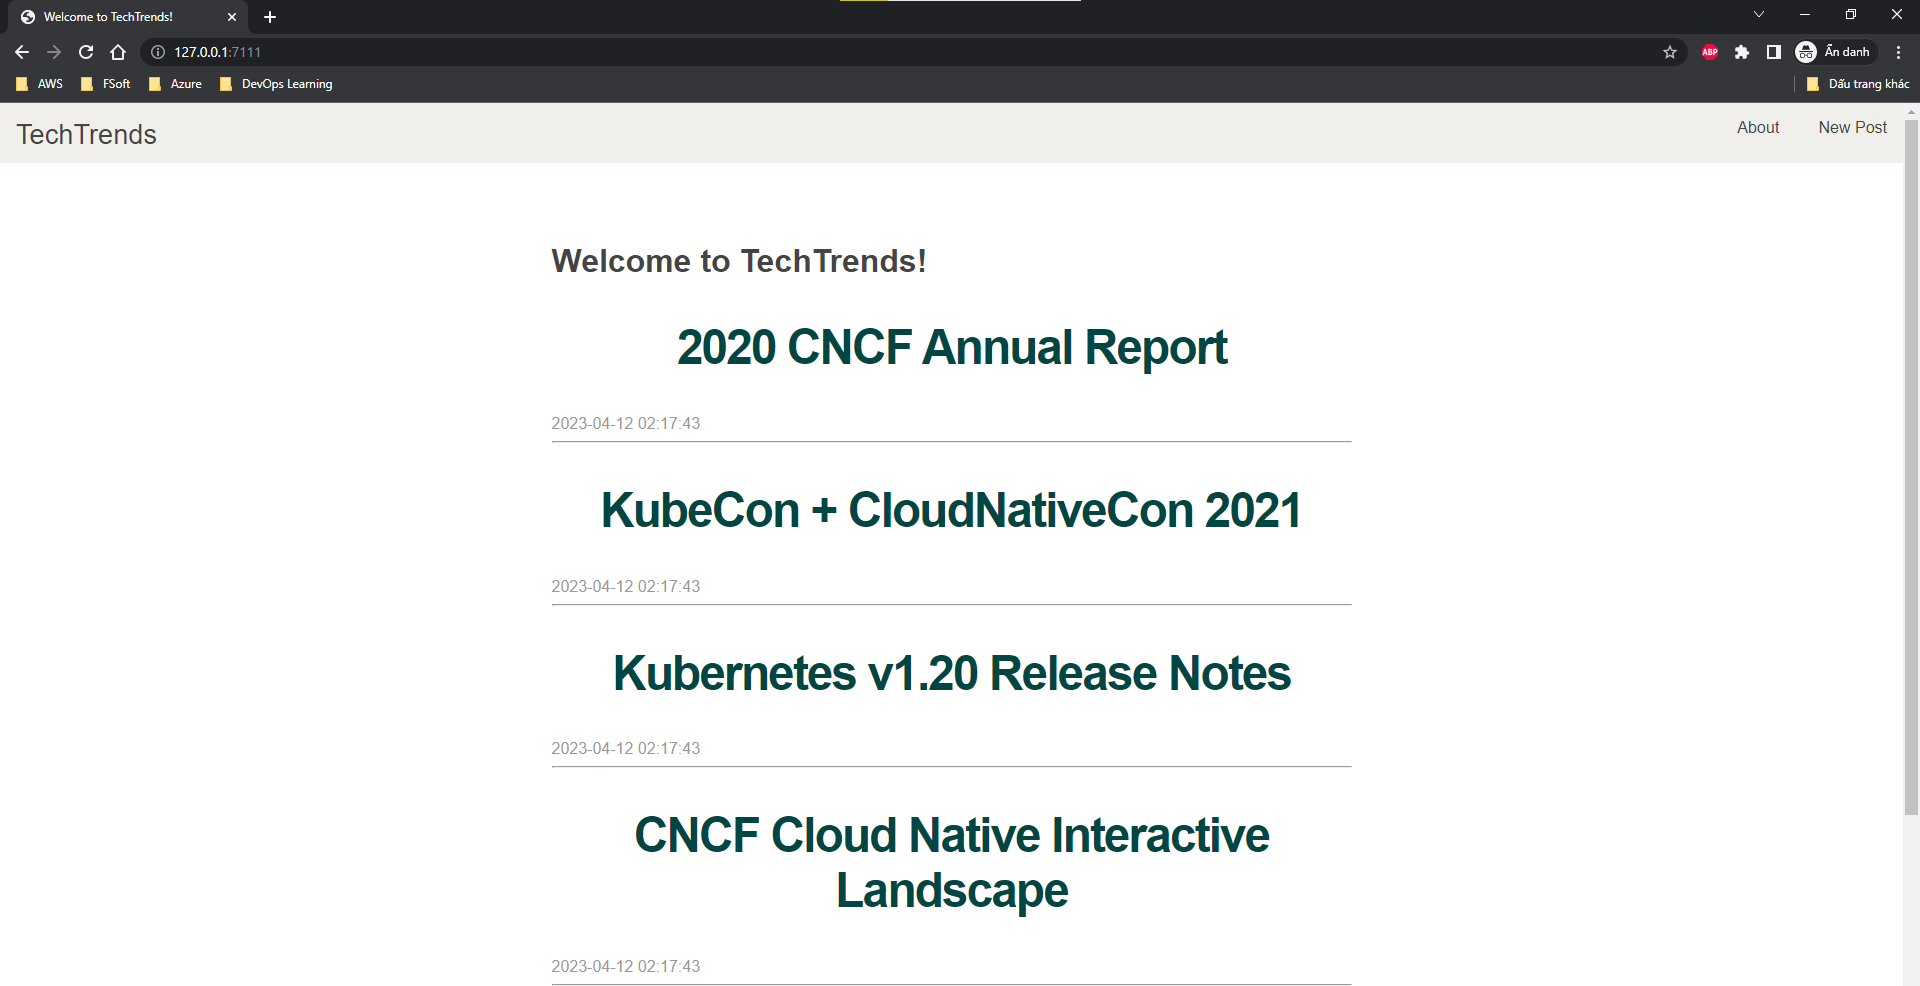 Welcome to TechTrends!
127.0.0.1:7111
ABP
Ẩn danh
AWS
FSoft
Azure
DevOps Learning
Dấu trang khác
TechTrends
About
New Post
Welcome to TechTrends!
2020 CNCF Annual Report
2023-04-12 02:17:43
KubeCon + CloudNativeCon 2021
2023-04-12 02:17:43
Kubernetes v1.20 Release Notes
2023-04-12 02:17:43
CNCF Cloud Native Interactive
Landscape
2023-04-12 02:17:43